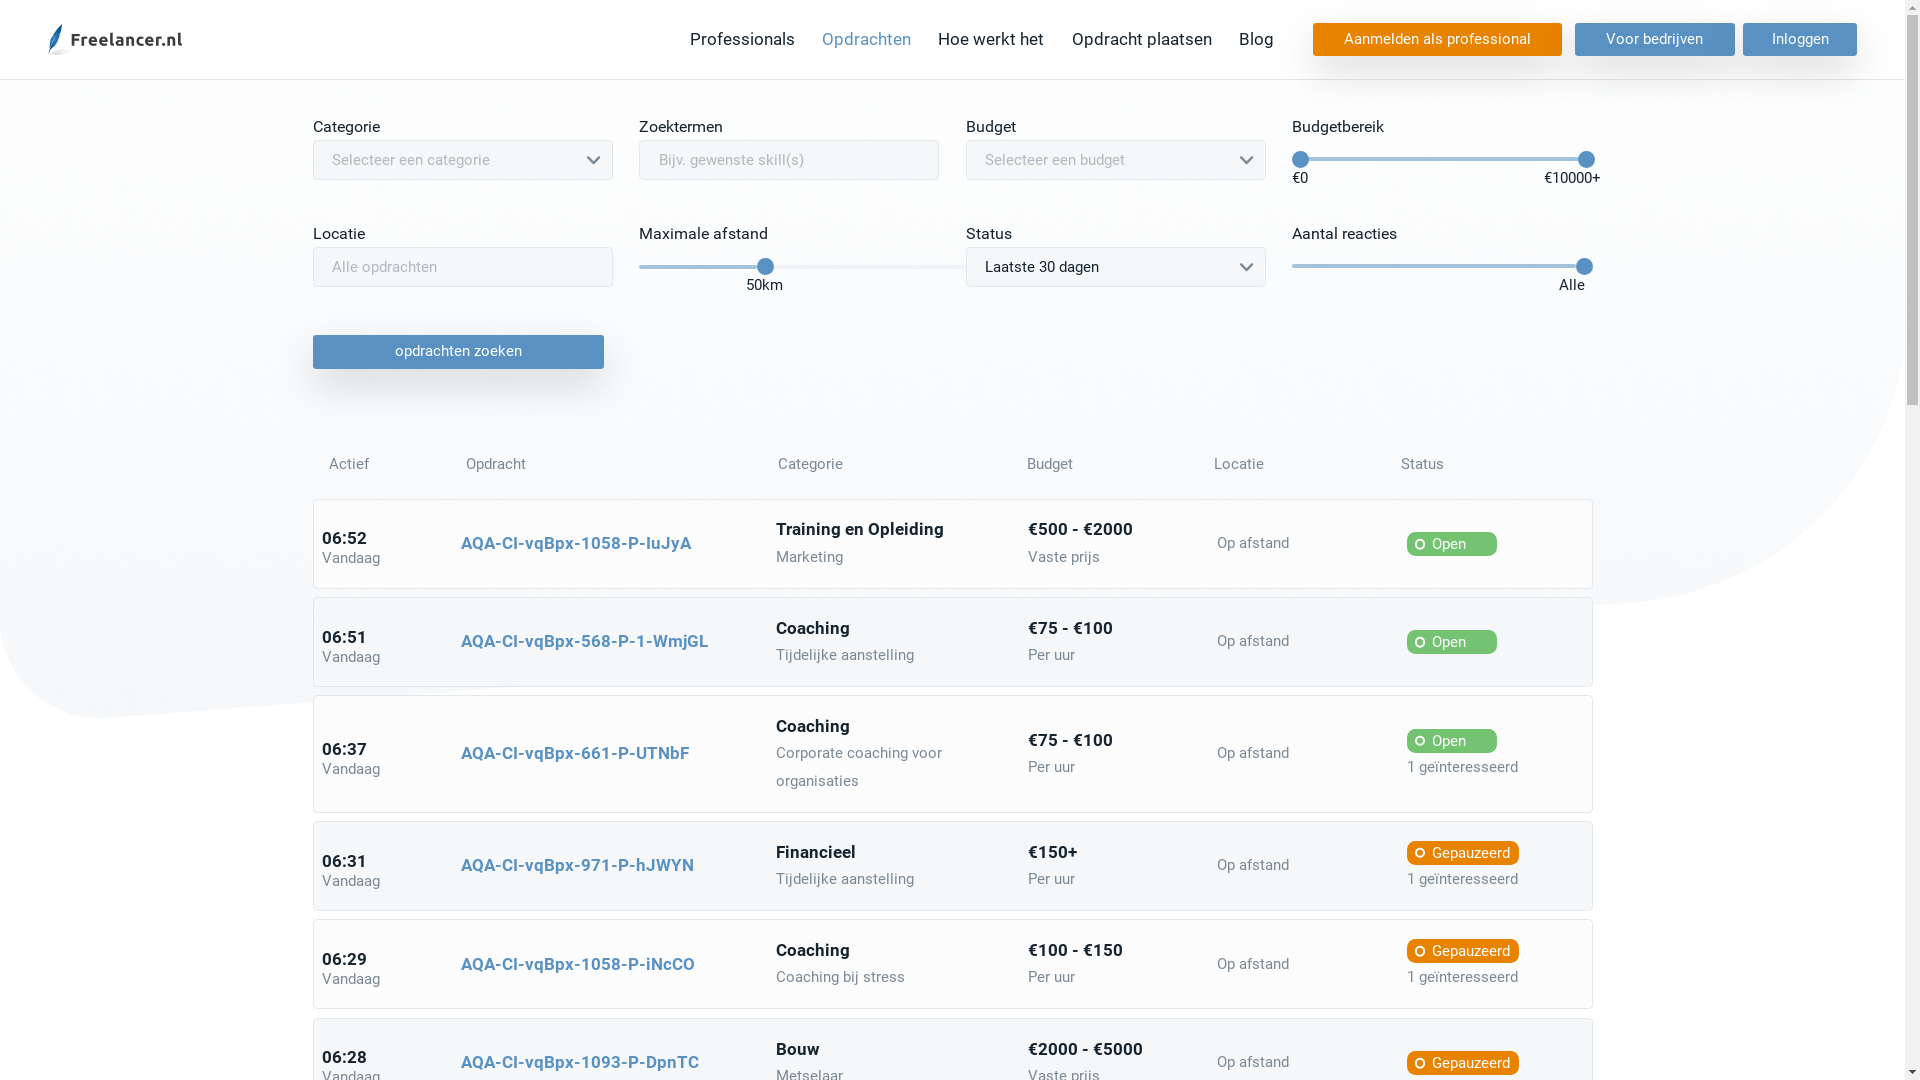 Freelancer.nl
Professionals Opdrachten Hoe werkt het Opdracht plaatsen Blog Aanmelden als professional Voor bedrijven Inloggen
Categorie Zoektermen Budget Budgetbereik
Selecteer een categorie Bijv. gewenste skill(s) Selecteer een budget
€0 €10000+
Locatie Maximale afstand Status Aantal reacties
Alle opdrachten Laatste 30 dagen
50km Alle
opdrachten zoeken
Actief Opdracht Categorie Budget Locatie Status
06:52 AQA-CI-vqBpx-1058-P-IuJyA Training en Opleiding €500 - €2000 Op afstand Open
Vandaag Marketing Vaste prijs
06:51 AQA-CI-vqBpx-568-P-1-WmjGL Coaching €75 - €100 Op afstand Open
Vandaag Tijdelijke aanstelling Per uur
06:37 AQA-CI-vqBpx-661-P-UTNbF Coaching €75 - €100 Op afstand Open
Vandaag Corporate coaching voor Per uur 1 geïnteresseerd
organisaties
06:31 AQA-CI-vqBpx-971-P-hJWYN Financieel €150+ Op afstand Gepauzeerd
Vandaag Tijdelijke aanstelling Per uur 1 geïnteresseerd
06:29 AQA-CI-vqBpx-1058-P-iNcCO Coaching €100 - €150 Op afstand Gepauzeerd
Vandaag Coaching bij stress Per uur 1 geïnteresseerd
06:28 AQA-CI-vqBpx-1093-P-DpnTC Bouw €2000 - €5000 Op afstand Gepauzeerd
Vandaag Metselaar Vaste prijs